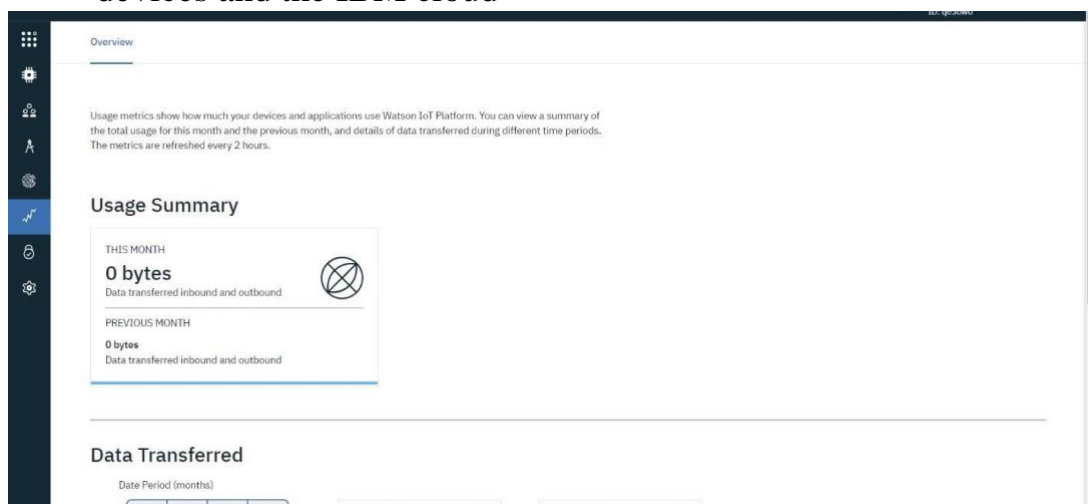 devices and the IBM cloud
Overview
Usage metrics show how much your devices and applications use Watson IoT Platform. You can view a summary of
the total usage for this month and the previous month, and details of data transferred during different time periods.
The metrics are refreshed every 2 hours.
Usage Summary
THIS MONTH
0 bytes
Data transferred inbound and outbound
PREVIOUS MONTH
0 bytes
Data transferred inbound and outbound
Data Transferred
Date Period (months)